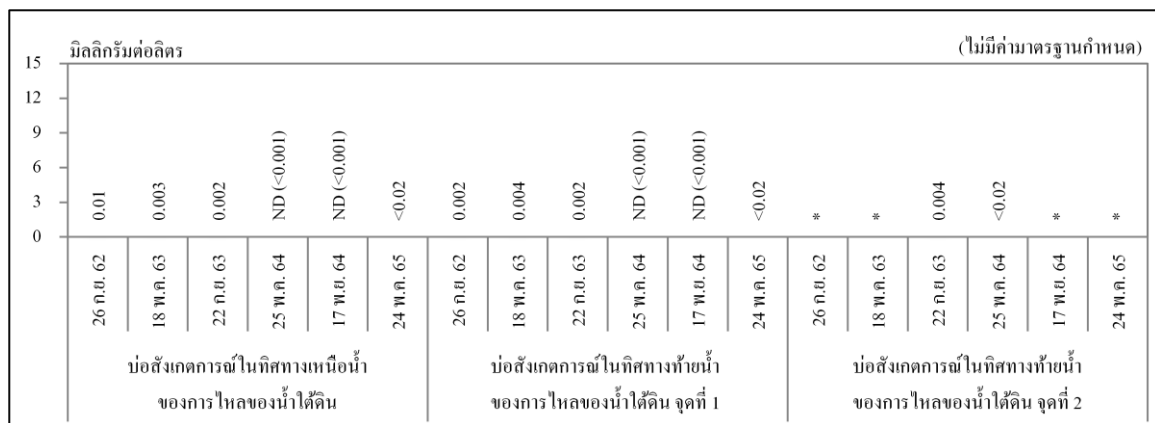 มิลลิกรัมต่อลิตร (ไม่มีค่ามาตรฐานกำหนด)
15
12
9
6
3
0
0.01 0.003 0.002 ND (<0.001) ND (<0.001) <0.02 0.002 0.004 0.002 ND (<0.001) ND (<0.001) <0.02 * * 0.004 <0.02 * *
26 ก.ย. 62 18 พ.ค. 63 22 ก.ย. 63 25 พ.ค. 64 17 พ.ย. 64 24 พ.ค. 65 26 ก.ย. 62 18 พ.ค. 63 22 ก.ย. 63 25 พ.ค. 64 17 พ.ย. 64 24 พ.ค. 65 26 ก.ย. 62 18 พ.ค. 63 22 ก.ย. 63 25 พ.ค. 64 17 พ.ย. 64 24 พ.ค. 65
บ่อสังเกตการณ์ในทิศทางเหนือน้ำ บ่อสังเกตการณ์ในทิศทางท้ายน้ำ บ่อสังเกตการณ์ในทิศทางท้ายน้ำ
ของการไหลของน้ำใต้ดิน ของการไหลของน้ำใต้ดิน จุดที่ 1 ของการไหลของน้ำใต้ดิน จุดที่ 2